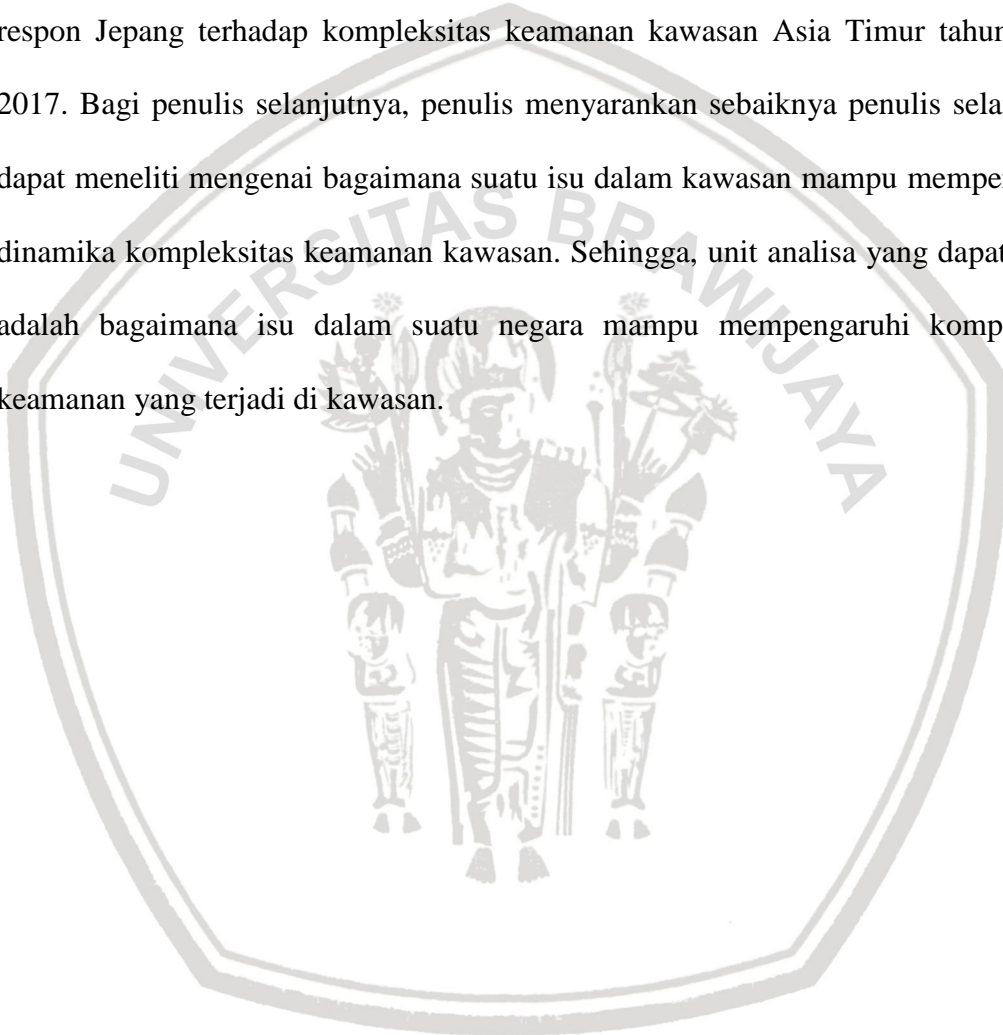 respon Jepang terhadap kompleksitas keamanan kawasan Asia Timur tahun
2017. Bagi penulis selanjutnya, penulis menyarankan sebaiknya penulis sela
dapat meneliti mengenai bagaimana suatu isu dalam kawasan mampu mempe
dinamika kompleksitas keamanan kawasan. Sehingga, unit analisa yang dapat
adalah bagaimana isu dalam suatu negara mampu mempengaruhi komp
keamanan yang terjadi di kawasan.
UNIVERSITAS BRAWIJAYA